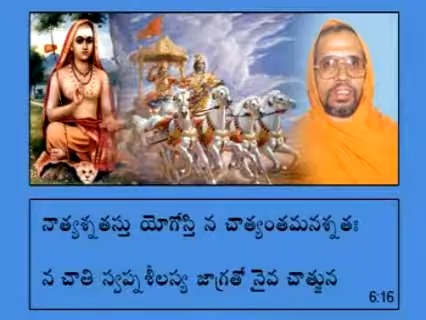 నాత్యశ్నతస్తు యోగోస్తి న చాత్యంతమనశ్నతః
న చాతి స్వప్నశీలస్య జాగ్రతో నైవ చార్జున
6:16